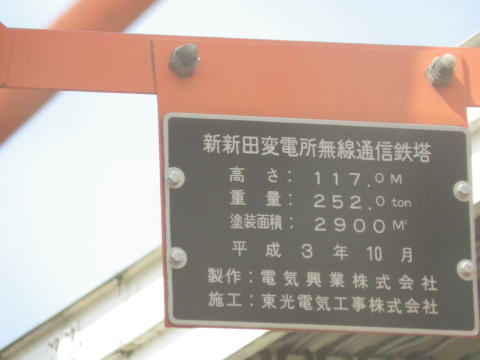 新新田変電所無線通信鉄塔
高さ: 117.0M
重量: 252.0ton
塗装面積: 2900M²
平成3年10月
製作: 電気興業株式会社
施工: 東光電気工事株式会社